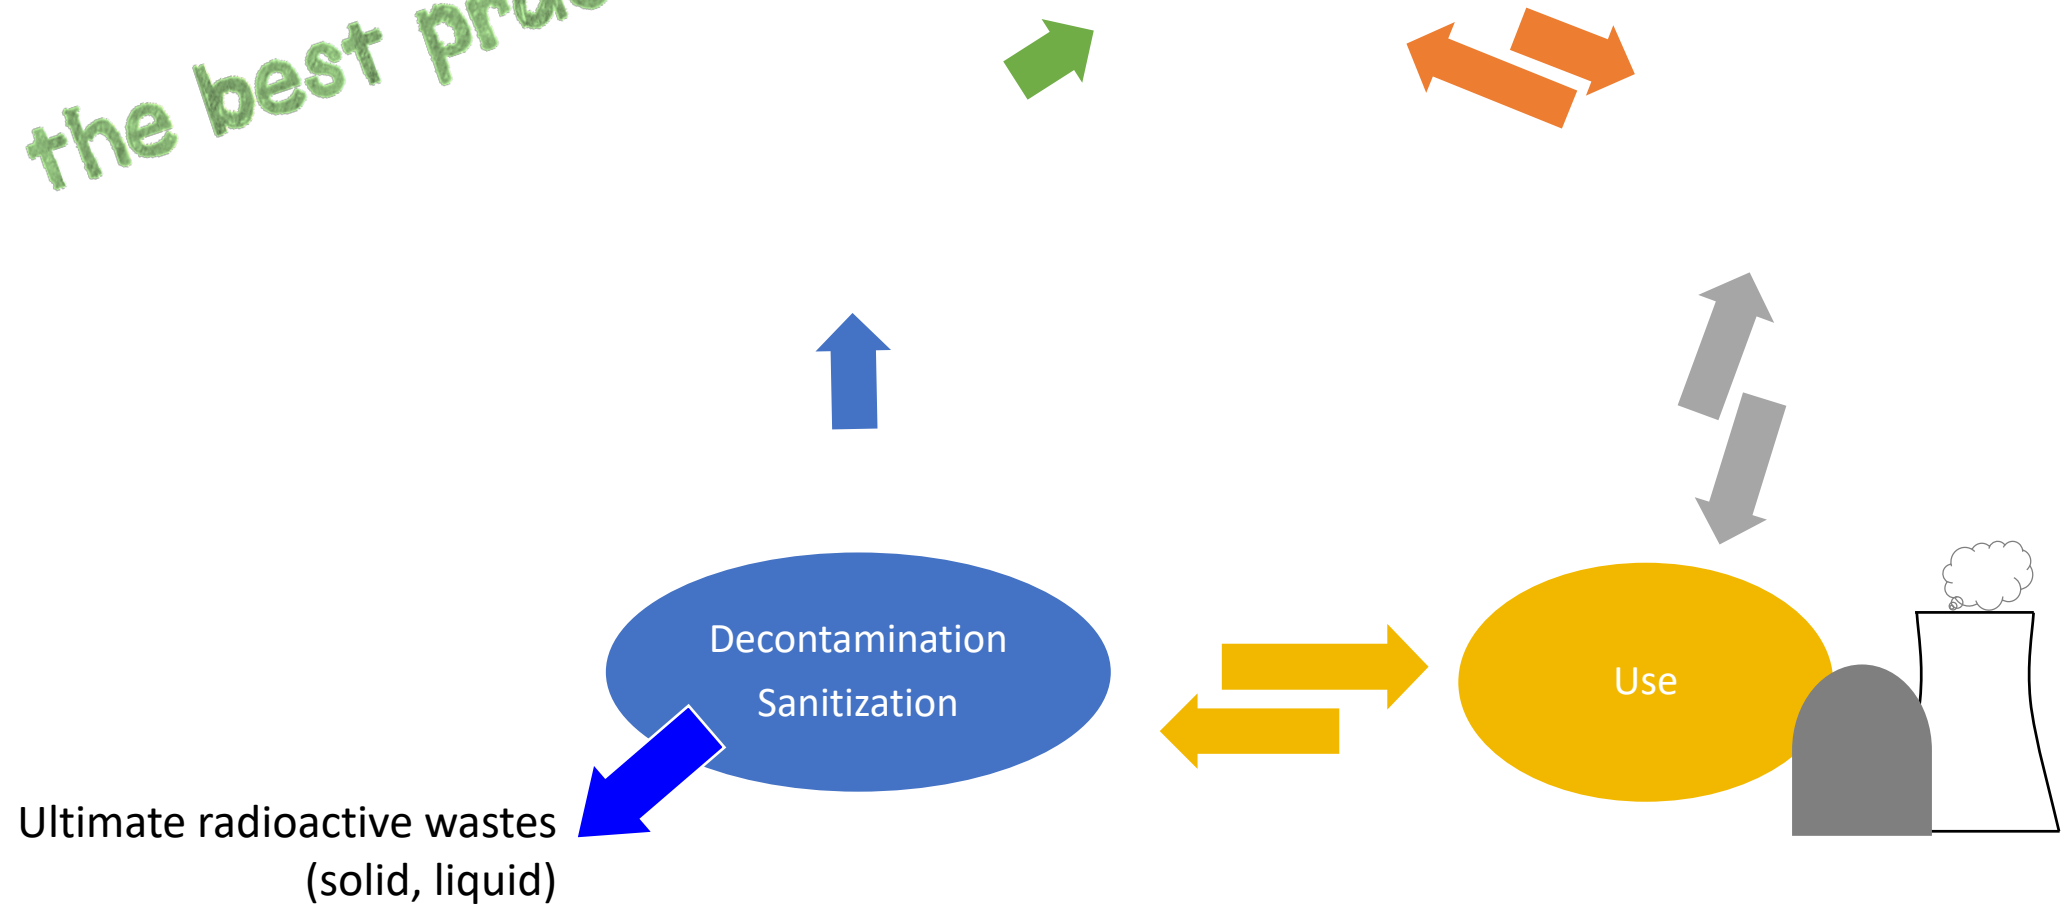 the best
Decontamination
Sanitization
Use
Ultimate radioactive wastes
(solid, liquid)